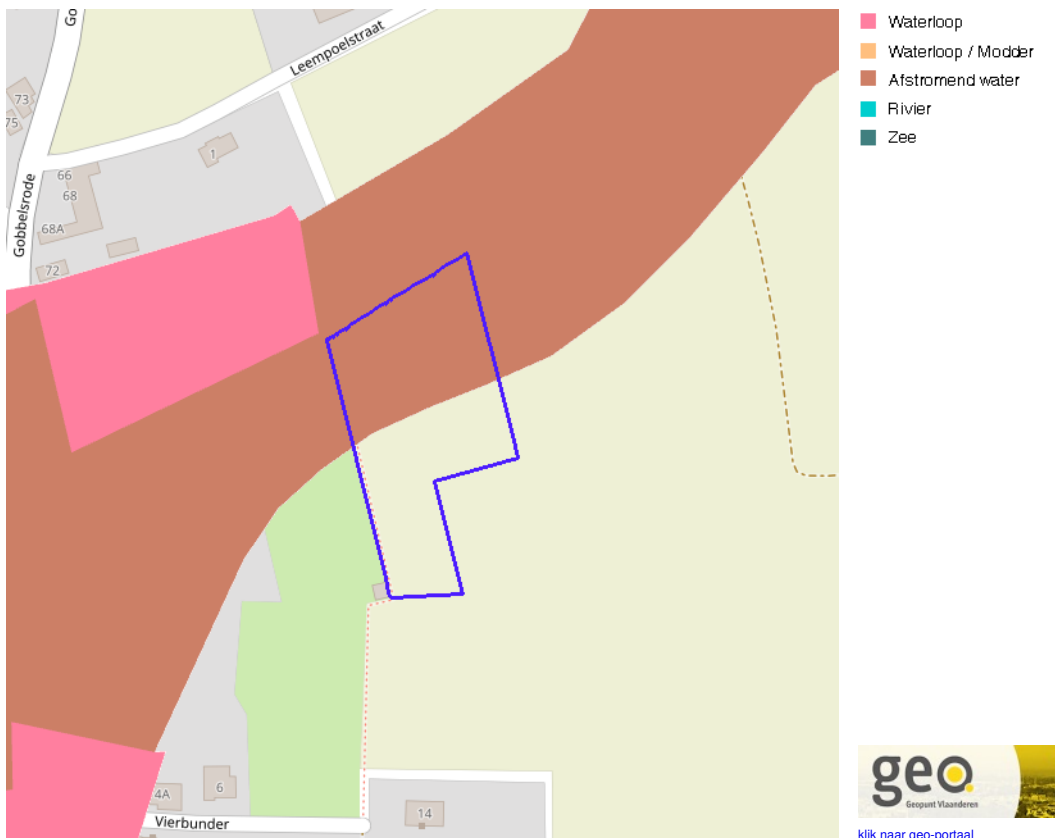 Go
Leempoelstraat
73
75
1
66
68
68A
72
Gobbelsrode
4A
6
14
Vierbunder
Waterloop
Waterloop / Modder
Afstromend water
Rivier
Zee
geo.
Geopunt Vlaanderen
klik naar geo-portaal